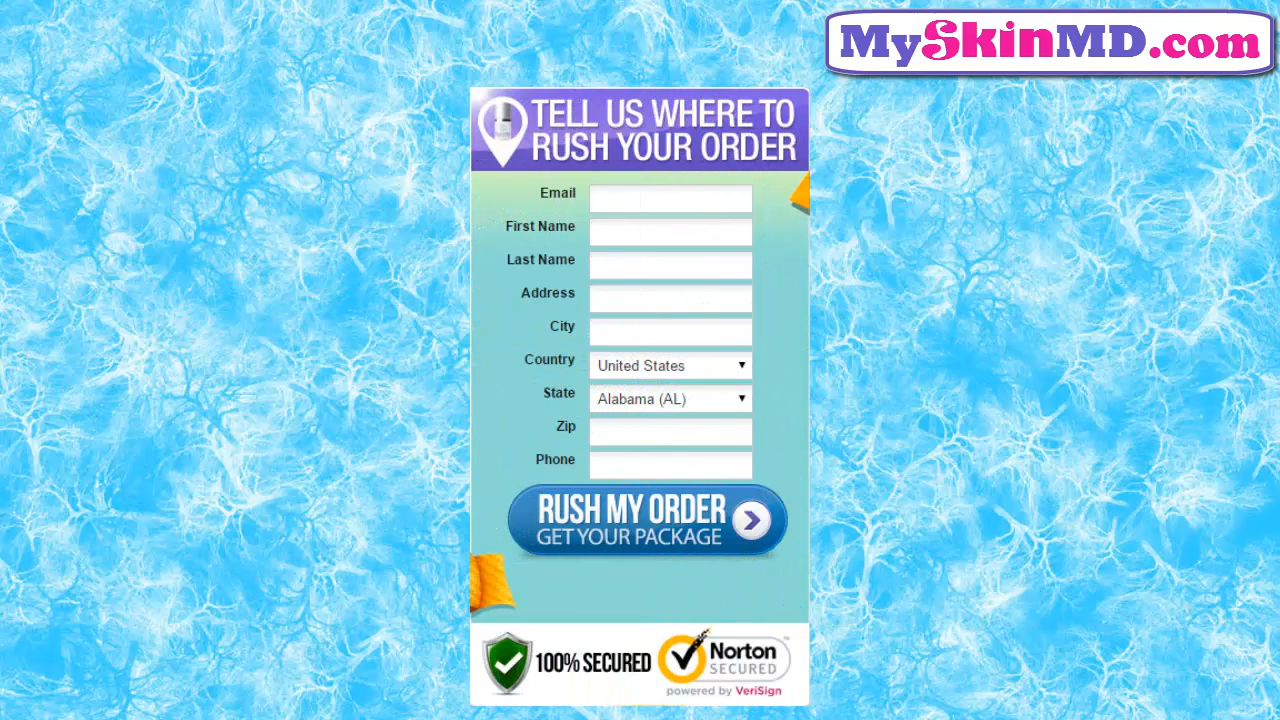 MySkinMD.com
TELL US WHERE TO
RUSH YOUR ORDER
Email
First Name
Last Name
Address
City
Country United States
State Alabama (AL)
Zip
Phone
RUSH MY ORDER
GET YOUR PACKAGE
100% SECURED
Norton
SECURED
powered by VeriSign